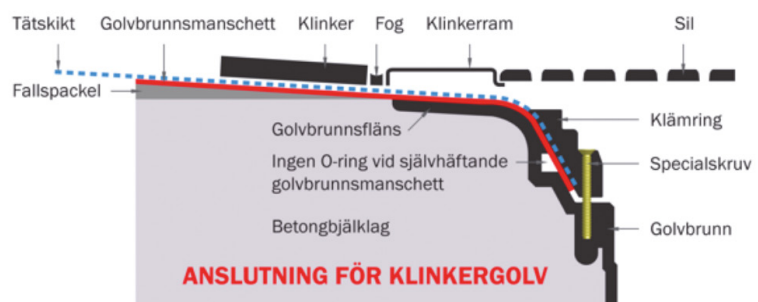 Tätskikt Golvbrunnsmanschett Klinker Fog Klinkerram Sil
Fallspackel
Golvbrunnsfläns
Klämring
Ingen O-ring vid självhäftande
golvbrunnsmanschett
Specialskruv
Betongbjälklag
Golvbrunn
ANSLUTNING FÖR KLINKERGOLV